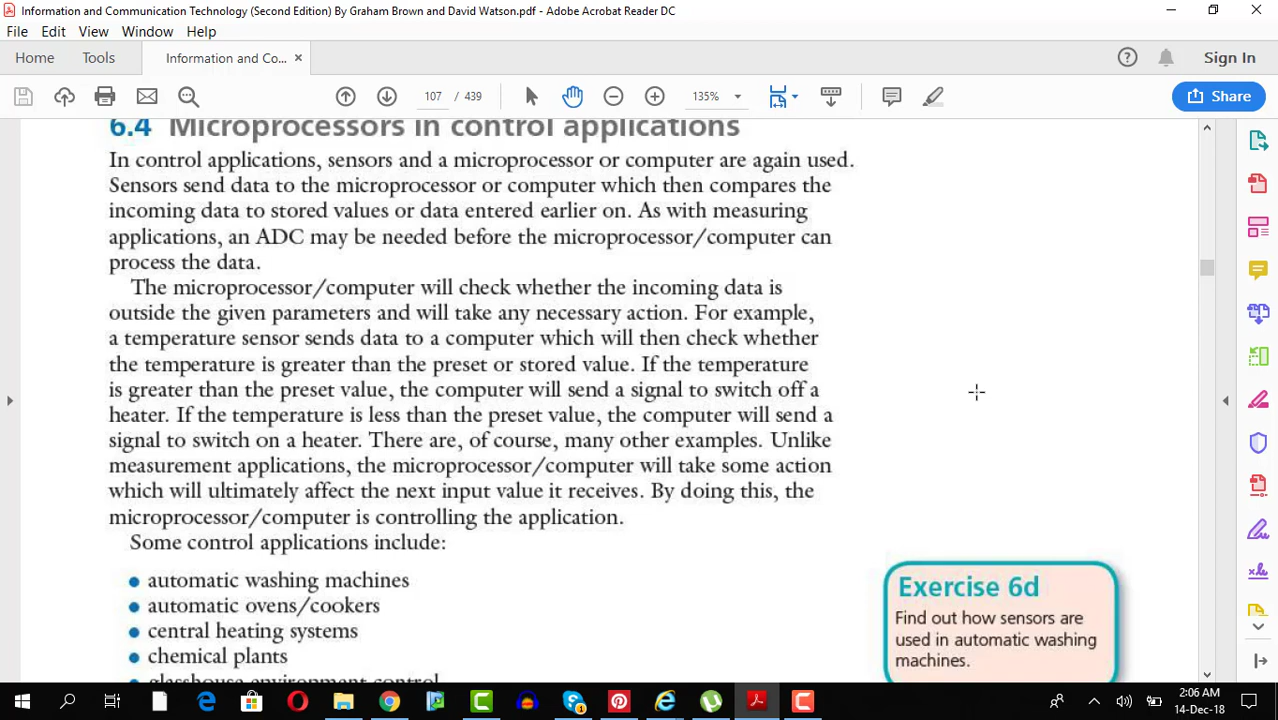 Information and Communication Technology (Second Edition) By Graham Brown and David Watson.pdf - Adobe Acrobat Reader DC
File Edit View Window Help
Home Tools Information and Co... × Sign In
107 / 439 135% Share
6.4 Microprocessors in control applications
In control applications, sensors and a microprocessor or computer are again used.
Sensors send data to the microprocessor or computer which then compares the
incoming data to stored values or data entered earlier on. As with measuring
applications, an ADC may be needed before the microprocessor/computer can
process the data.
The microprocessor/computer will check whether the incoming data is
outside the given parameters and will take any necessary action. For example,
a temperature sensor sends data to a computer which will then check whether
the temperature is greater than the preset or stored value. If the temperature
is greater than the preset value, the computer will send a signal to switch off a
heater. If the temperature is less than the preset value, the computer will send a
signal to switch on a heater. There are, of course, many other examples. Unlike
measurement applications, the microprocessor/computer will take some action
which will ultimately affect the next input value it receives. By doing this, the
microprocessor/computer is controlling the application.
Some control applications include:
● automatic washing machines
● automatic ovens/cookers
● central heating systems
● chemical plants
● glasshouse environment control
Exercise 6d
Find out how sensors are
used in automatic washing
machines.
2:06 AM
14-Dec-18